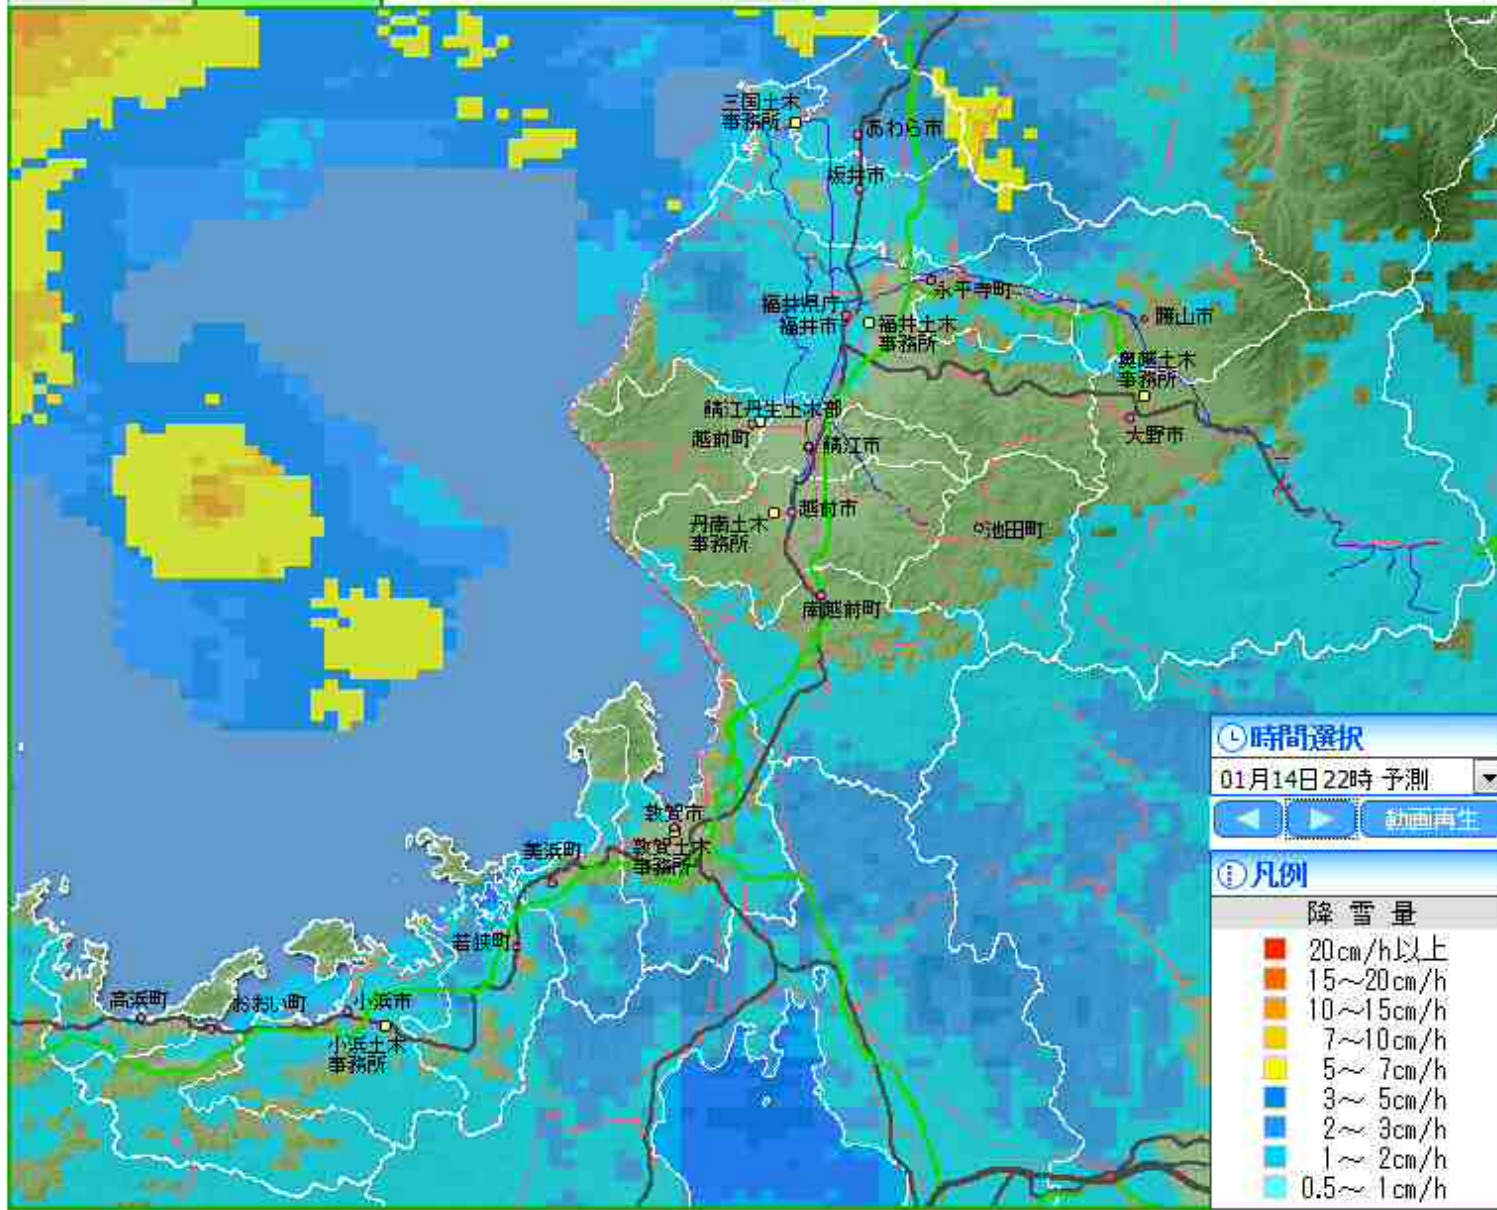 三国土木
事務所
あわら市
坂井市
永平寺町
福井県庁
福井市
福井土木
事務所
勝山市
奥越土木
事務所
大野市
鯖江丹生土木部
越前町
鯖江市
越前市
丹南土木
事務所
池田町
南越前町
敦賀市
敦賀土木
事務所
美浜町
若狭町
高浜町
おおい町
小浜市
小浜土木
事務所
時間選択
01月14日22時 予測
動画再生
凡例
降 雪 量
20cm/h以上
15～20cm/h
10～15cm/h
7～10cm/h
5～ 7cm/h
3～ 5cm/h
2～ 3cm/h
1～ 2cm/h
0.5～ 1cm/h